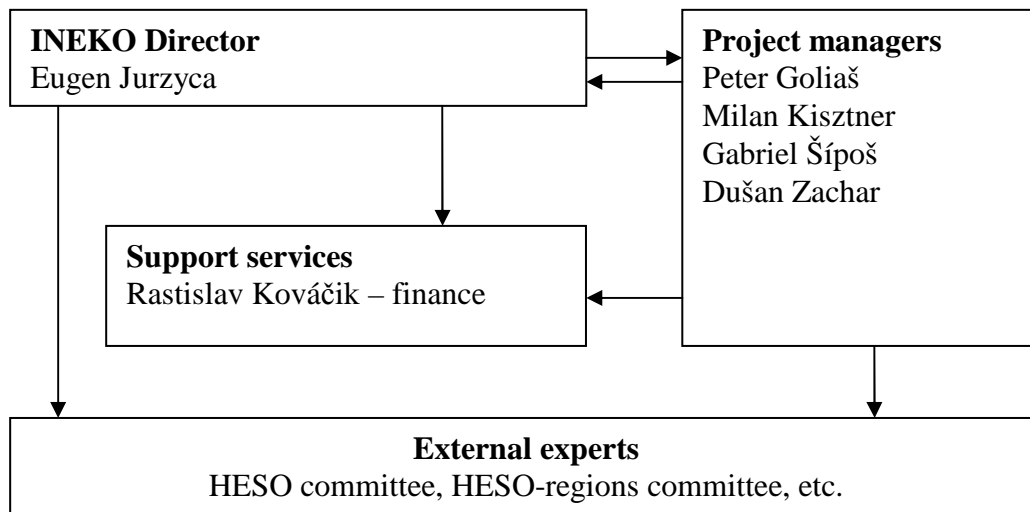 INEKO Director
Eugen Jurzyca
Project managers
Peter Goliaš
Milan Kisztner
Gabriel Šípoš
Dušan Zachar
Support services
Rastislav Kováčik – finance
External experts
HESO committee, HESO-regions committee, etc.